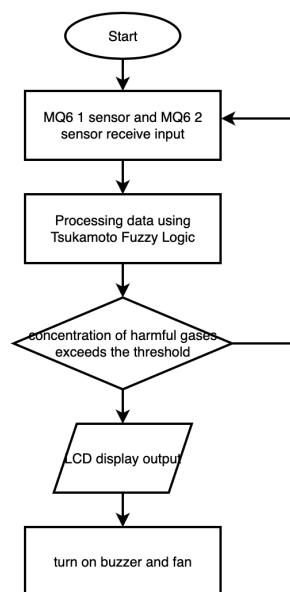 Start
MQ6 1 sensor and MQ6 2
sensor receive input
Processing data using
Tsukamoto Fuzzy Logic
concentration of harmful gases
exceeds the threshold
LCD display output
turn on buzzer and fan